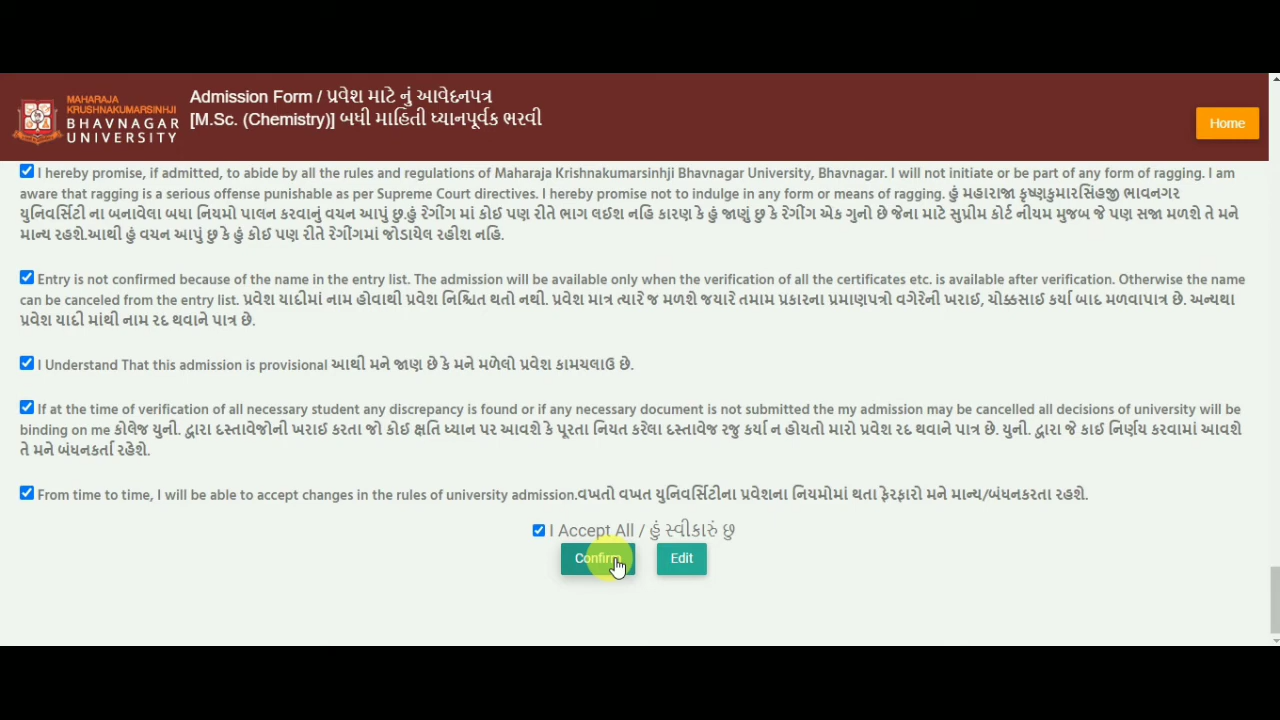 MAHARAJA
KRUSHNAKUMARSINHJI
BHAVNAGAR
UNIVERSITY
Admission Form / પ્રવેશ માટે નું આવેદનપત્ર
[M.Sc. (Chemistry)] બધી માહિતી ધ્યાનપૂર્વક ભરવી
Home
I hereby promise, if admitted, to abide by all the rules and regulations of Maharaja Krishnakumarsinhji Bhavnagar University, Bhavnagar. I will not initiate or be part of any form of ragging. I am
aware that ragging is a serious offense punishable as per Supreme Court directives. I hereby promise not to indulge in any form or means of ragging. હું મહારાજા કૃષ્ણકુમારસિંહજી ભાવનગર
યુનિવર્સિટી ના બનાવેલા બધા નિયમો પાલન કરવાનું વચન આપું છુ.હું રેગીંગ માં કોઈ પણ રીતે ભાગ લઈશ નહિ કારણ કે હું જાણું છુ કે રેગીંગ એક ગુનો છે જેના માટે સુપ્રીમ કોર્ટ નીયમ મુજબ જે પણ સજા મળશે તે મને
માન્ય રહશે.આથી હું વચન આપું છુ કે હું કોઈ પણ રીતે રેગીંગમાં જોડાયેલ રહીશ નહિ.
Entry is not confirmed because of the name in the entry list. The admission will be available only when the verification of all the certificates etc. is available after verification. Otherwise the name
can be canceled from the entry list. પ્રવેશ યાદીમાં નામ હોવાથી પ્રવેશ નિશ્ચિત થતો નથી. પ્રવેશ માત્ર ત્યારે જ મળશે જયારે તમામ પ્રકારના પ્રમાણપત્રો વગેરેની ખરાઈ, ચોક્કસાઈ કર્યા બાદ મળવાપાત્ર છે. અન્યથા
પ્રવેશ યાદી માંથી નામ રદ થવાને પાત્ર છે.
I Understand That this admission is provisional આથી મને જાણ છે કે મને મળેલો પ્રવેશ કામચલાઉ છે.
If at the time of verification of all necessary student any discrepancy is found or if any necessary document is not submitted the my admission may be cancelled all decisions of university will be
binding on me કોલેજ યુની. દ્વારા દસ્તાવેજોની ખરાઈ કરતા જો કોઈ ક્ષતિ ધ્યાન પર આવશે કે પૂરતા નિયત કરેલા દસ્તાવેજ રજુ કર્યા ન હોયતો મારો પ્રવેશ રદ થવાને પાત્ર છે. યુની. દ્વારા જે કાઈ નિર્ણય કરવામાં આવશે
તે મને બંધનકર્તા રહેશે.
From time to time, I will be able to accept changes in the rules of university admission.વખતો વખત યુનિવર્સિટીના પ્રવેશના નિયમોમાં થતા ફેરફારો મને માન્ય/બંધનકરતા રહશે.
I Accept All / હું સ્વીકારું છુ
Confirm
Edit